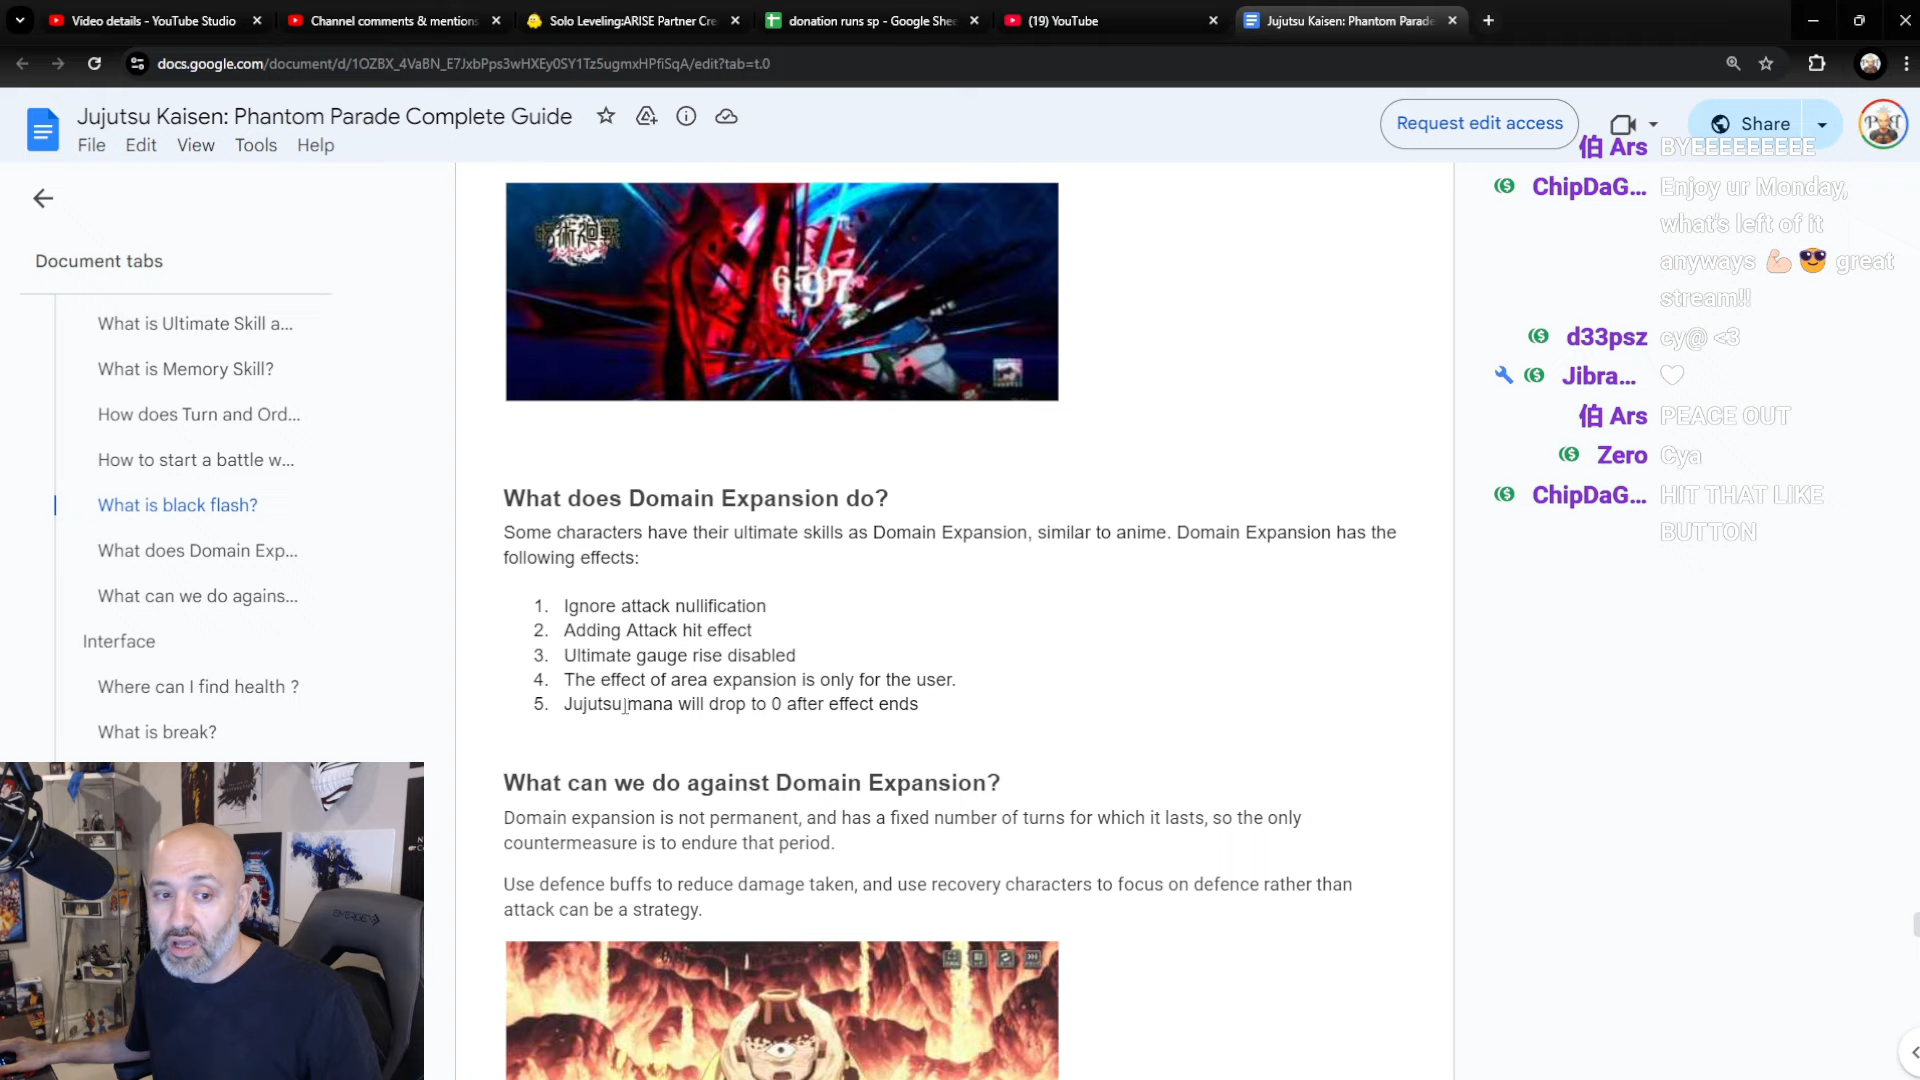 Video details - YouTube Studio
Channel comments & mentions
Solo Leveling:ARISE Partner Cre
donation runs sp - Google Shee
(19) YouTube
Jujutsu Kaisen: Phantom Parade
docs.google.com/document/d/1OZBX_4VaBN_E7JxbPps3wHXEy0SY1Tz5ugmxHPfiSqA/edit?tab=t.0
Jujutsu Kaisen: Phantom Parade Complete Guide
File Edit View Tools Help
Request edit access
Share
Document tabs
What is Ultimate Skill a...
What is Memory Skill?
How does Turn and Ord...
How to start a battle w...
What is black flash?
What does Domain Exp...
What can we do agains...
Interface
Where can I find health ?
What is break?
呪術廻戦
What does Domain Expansion do?
Some characters have their ultimate skills as Domain Expansion, similar to anime. Domain Expansion has the
following effects:
1. Ignore attack nullification
2. Adding Attack hit effect
3. Ultimate gauge rise disabled
4. The effect of area expansion is only for the user.
5. Jujutsu mana will drop to 0 after effect ends
What can we do against Domain Expansion?
Domain expansion is not permanent, and has a fixed number of turns for which it lasts, so the only
countermeasure is to endure that period.
Use defence buffs to reduce damage taken, and use recovery characters to focus on defence rather than
attack can be a strategy.
伯 Ars BYEEEEEEEEE
ChipDaG... Enjoy ur Monday,
what's left of it
anyways 💪🏻 😎 great
stream!!
d33psz cy@ <3
Jibra... ♡
伯 Ars PEACE OUT
Zero Cya
ChipDaG... HIT THAT LIKE
BUTTON